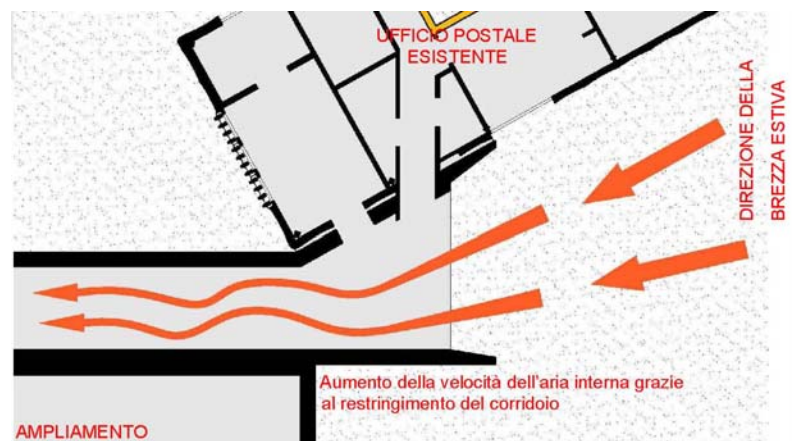 UFFICIO POSTALE
ESISTENTE
DIREZIONE DELLA
BREZZA ESTIVA
Aumento della velocità dell'aria interna grazie
al restringimento del corridoio
AMPLIAMENTO